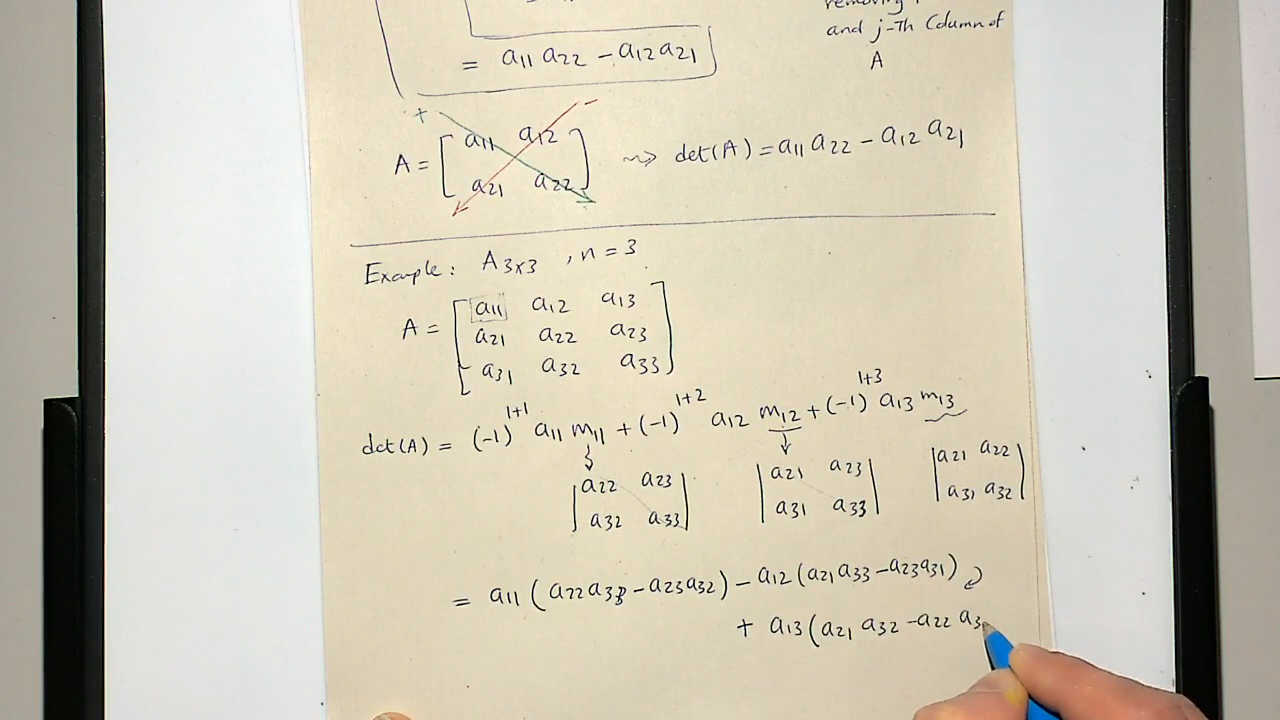 removing
and j-Th Column of
A
= a11 a22 - a12 a21
+ -
A = [a11 a12
a21 a22] ⇝ det(A) = a11 a22 - a12 a21
Example: A3x3 , n = 3
A = [a11 a12 a13
a21 a22 a23
a31 a32 a33]
det(A) = (-1)^1+1 a11 m11 + (-1)^1+2 a12 m12 + (-1)^1+3 a13 m13
|a22 a23| |a21 a23| |a21 a22|
|a32 a33| |a31 a33| |a31 a32|
= a11 (a22 a33 - a23 a32) - a12 (a21 a33 - a23 a31)
+ a13 (a21 a32 - a22 a3